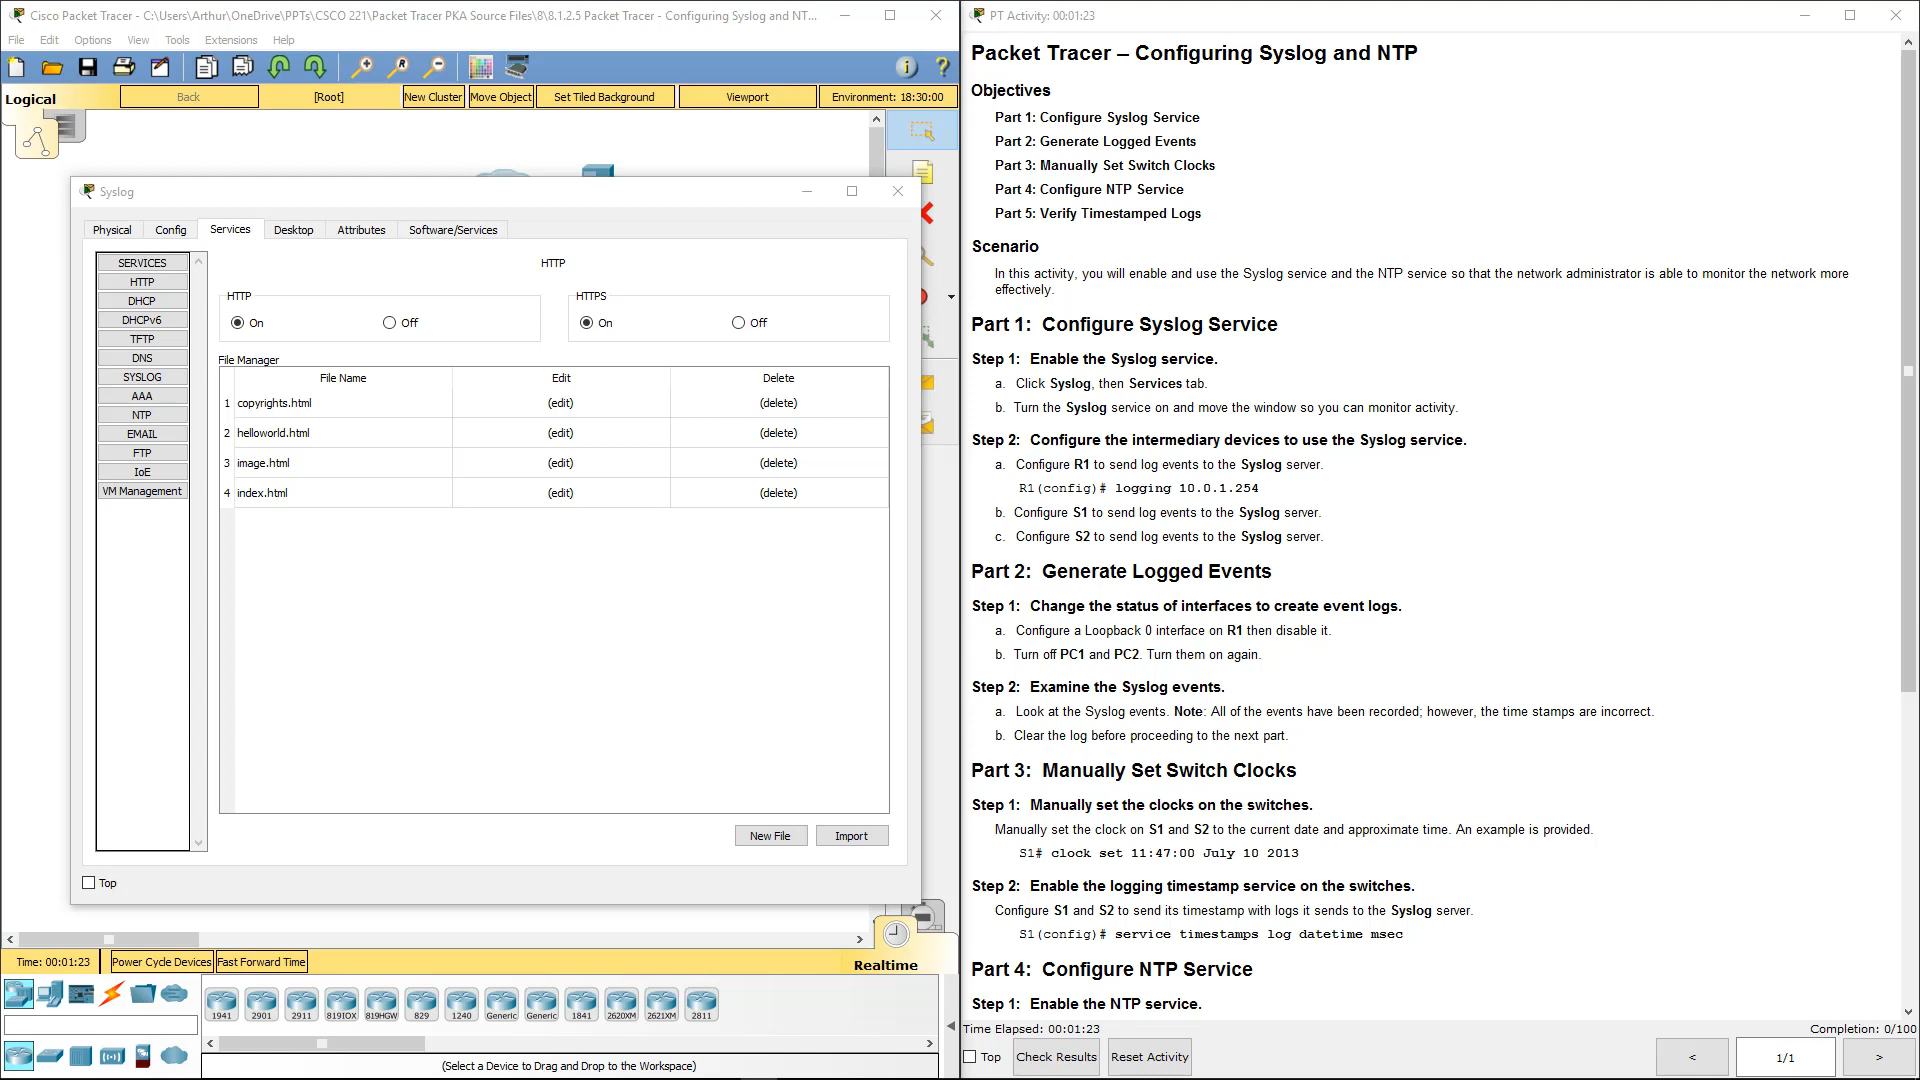 Cisco Packet Tracer - C:\Users\Arthur\OneDrive\PPTs\CSCO 221\Packet Tracer PKA Source Files\8\8.1.2.5 Packet Tracer - Configuring Syslog and NT...
File Edit Options View Tools Extensions Help
Logical
Back
[Root]
New Cluster
Move Object
Set Tiled Background
Viewport
Environment: 18:30:00
Syslog
Physical Config Services Desktop Attributes Software/Services
SERVICES
HTTP
DHCP
DHCPv6
TFTP
DNS
SYSLOG
AAA
NTP
EMAIL
FTP
IoE
VM Management
HTTP
HTTP
On Off
HTTPS
On Off
File Manager
File Name Edit Delete
1 copyrights.html (edit) (delete)
2 helloworld.html (edit) (delete)
3 image.html (edit) (delete)
4 index.html (edit) (delete)
New File Import
Top
Time: 00:01:23 Power Cycle Devices Fast Forward Time
Realtime
1941 2901 2911 819IOX 819HGW 829 1240 Generic Generic 1841 2620XM 2621XM 2811
(Select a Device to Drag and Drop to the Workspace)
PT Activity: 00:01:23
Packet Tracer – Configuring Syslog and NTP
Objectives
Part 1: Configure Syslog Service
Part 2: Generate Logged Events
Part 3: Manually Set Switch Clocks
Part 4: Configure NTP Service
Part 5: Verify Timestamped Logs
Scenario
In this activity, you will enable and use the Syslog service and the NTP service so that the network administrator is able to monitor the network more
effectively.
Part 1: Configure Syslog Service
Step 1: Enable the Syslog service.
a. Click Syslog, then Services tab.
b. Turn the Syslog service on and move the window so you can monitor activity.
Step 2: Configure the intermediary devices to use the Syslog service.
a. Configure R1 to send log events to the Syslog server.
R1(config)# logging 10.0.1.254
b. Configure S1 to send log events to the Syslog server.
c. Configure S2 to send log events to the Syslog server.
Part 2: Generate Logged Events
Step 1: Change the status of interfaces to create event logs.
a. Configure a Loopback 0 interface on R1 then disable it.
b. Turn off PC1 and PC2. Turn them on again.
Step 2: Examine the Syslog events.
a. Look at the Syslog events. Note: All of the events have been recorded; however, the time stamps are incorrect.
b. Clear the log before proceeding to the next part.
Part 3: Manually Set Switch Clocks
Step 1: Manually set the clocks on the switches.
Manually set the clock on S1 and S2 to the current date and approximate time. An example is provided.
S1# clock set 11:47:00 July 10 2013
Step 2: Enable the logging timestamp service on the switches.
Configure S1 and S2 to send its timestamp with logs it sends to the Syslog server.
S1(config)# service timestamps log datetime msec
Part 4: Configure NTP Service
Step 1: Enable the NTP service.
Time Elapsed: 00:01:23 Completion: 0/100
Top Check Results Reset Activity < 1/1 >